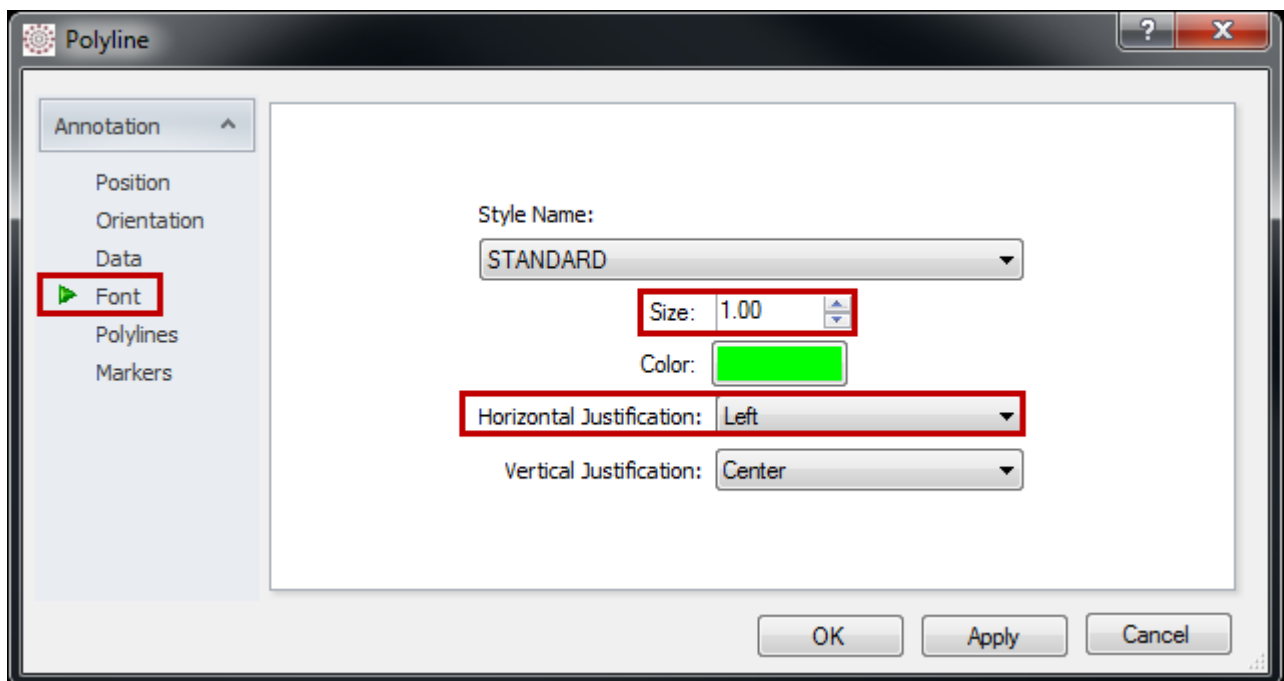 Polyline
?
X
Annotation
Position
Orientation
Data
Font
Polylines
Markers
Style Name:
STANDARD
Size: 1.00
Color:
Horizontal Justification: Left
Vertical Justification: Center
OK Apply Cancel